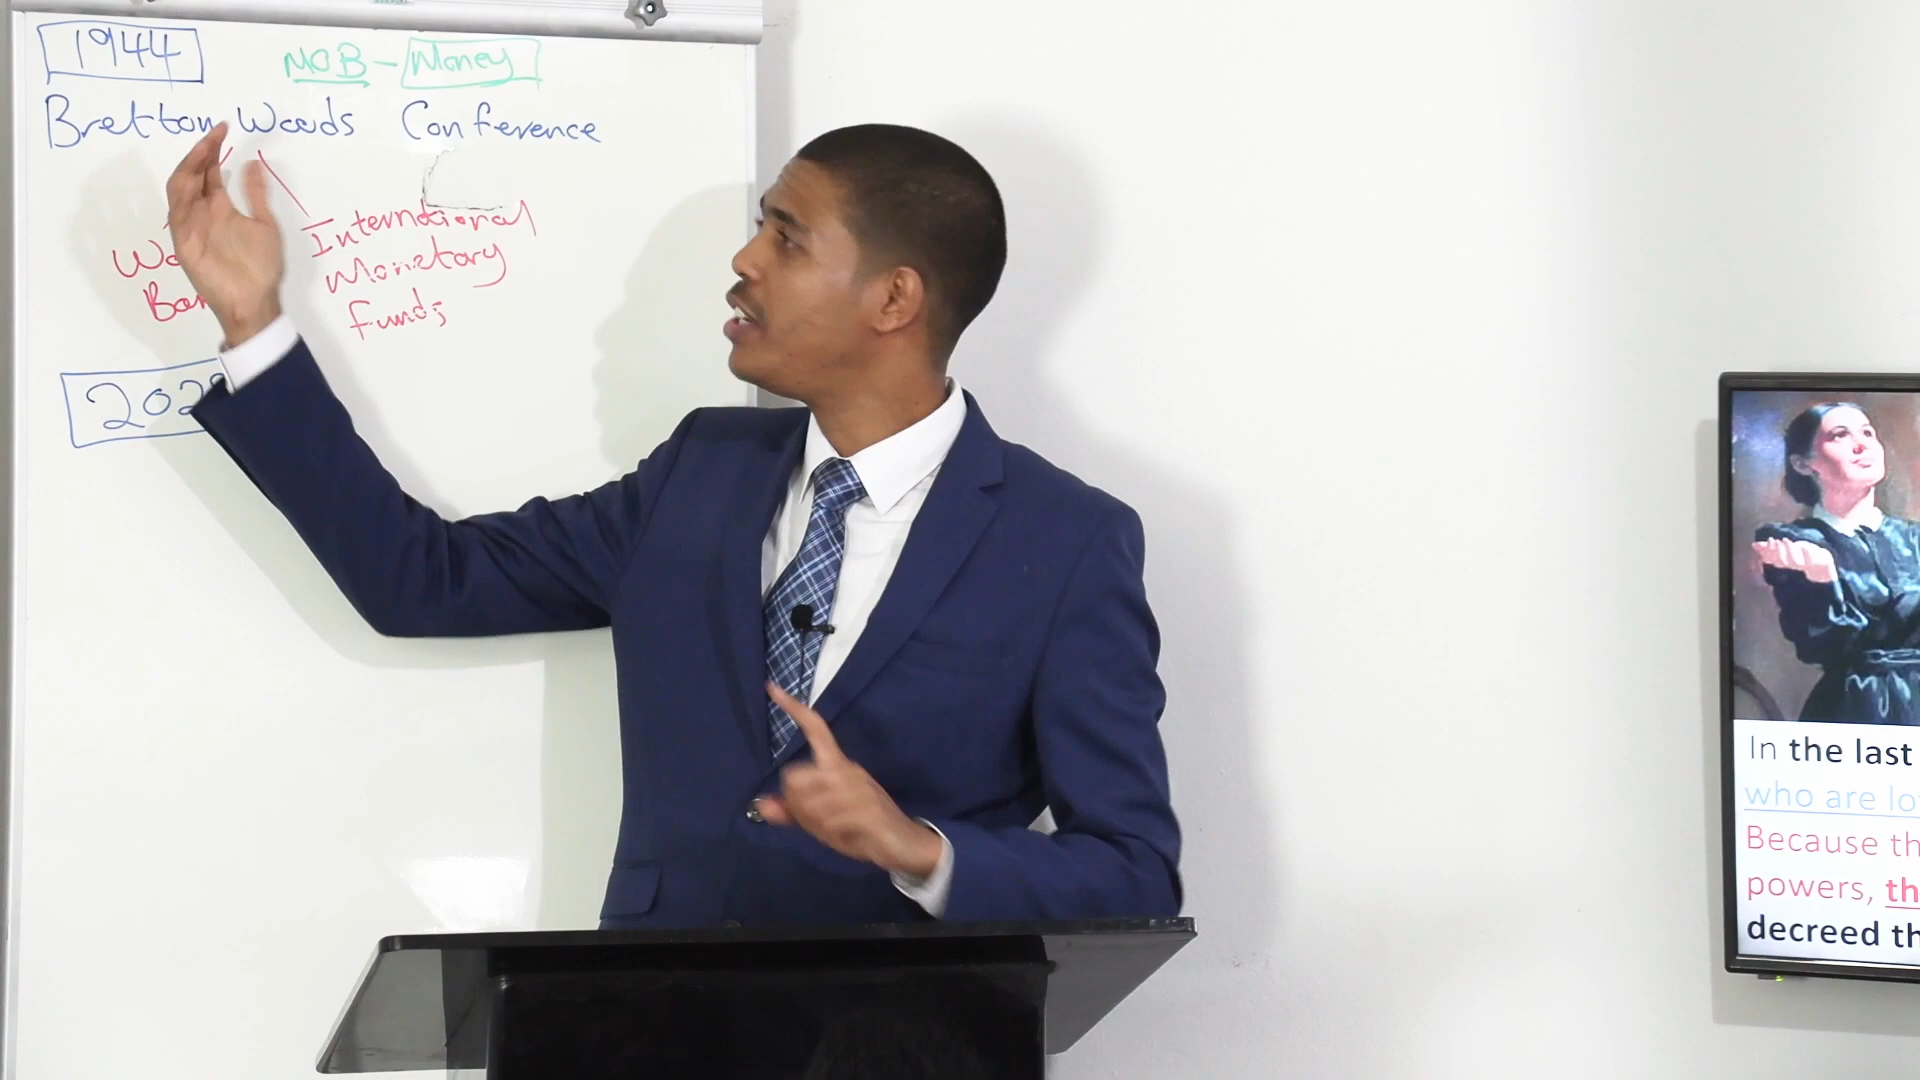 1944
MOB - Money
Bretton Woods Conference
International
Monetary
Funds
In the last
who are lo
Because th
powers, th
decreed th